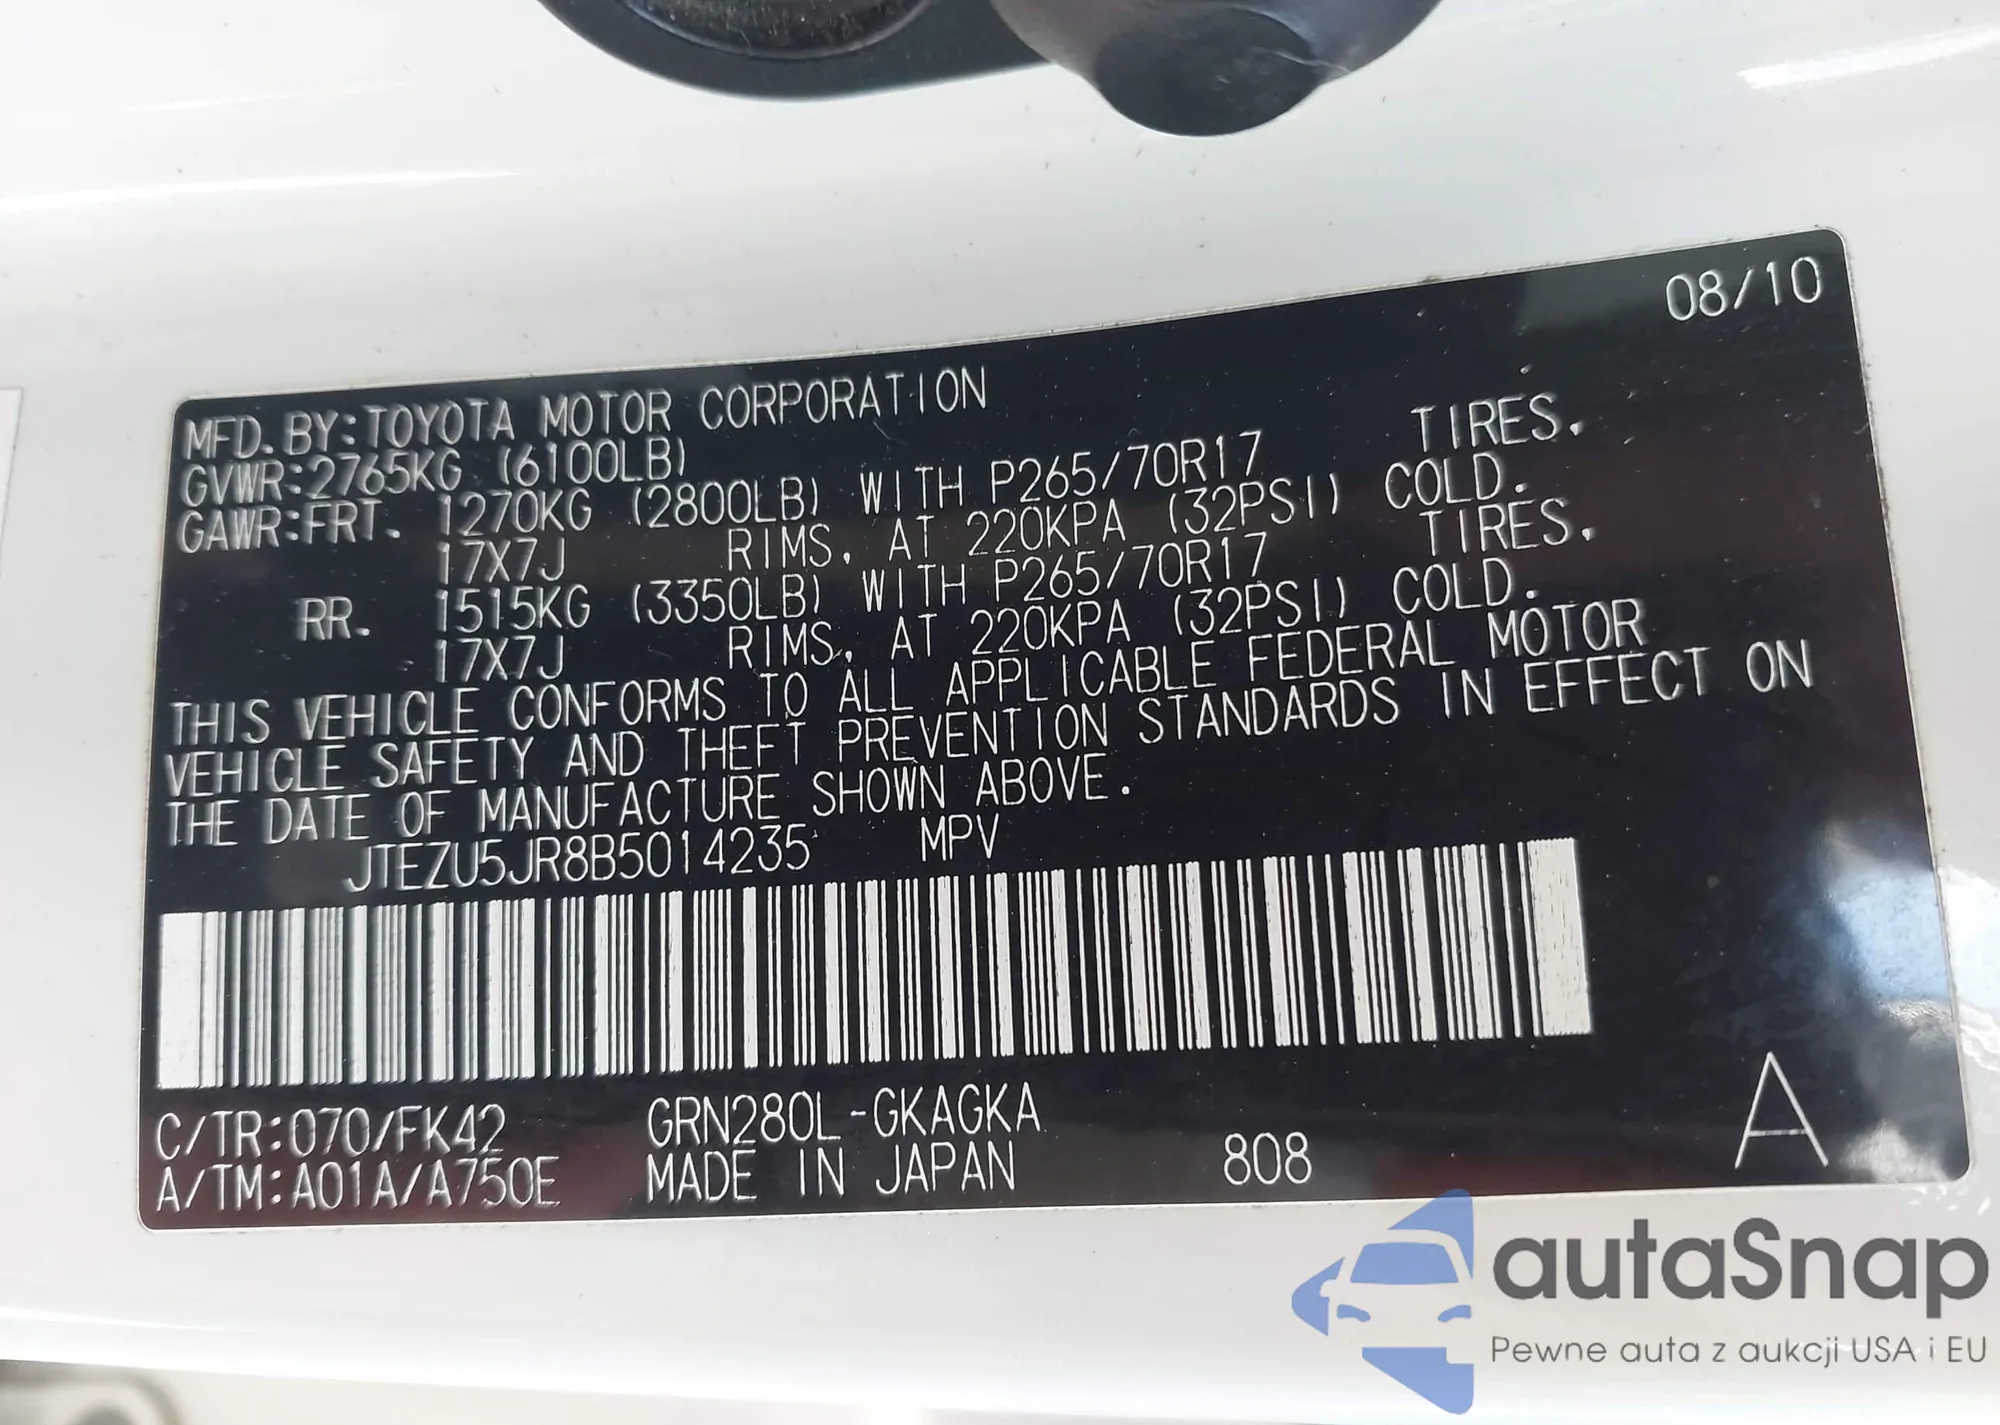 08/10
MFD. BY:TOYOTA MOTOR CORPORATION
GVWR:2765KG (6100LB)
GAWR:FRT. 1270KG (2800LB) WITH P265/70R17 TIRES.
17X7J RIMS, AT 220KPA (32PSI) COLD.
RR. 1515KG (3350LB) WITH P265/70R17 TIRES.
17X7J RIMS, AT 220KPA (32PSI) COLD.
THIS VEHICLE CONFORMS TO ALL APPLICABLE FEDERAL MOTOR
VEHICLE SAFETY AND THEFT PREVENTION STANDARDS IN EFFECT ON
THE DATE OF MANUFACTURE SHOWN ABOVE.
JTEZU5JR8B5014235 MPV
C/TR:070/FK42 GRN280L-GKAGKA
A/TM:A01A/A750E MADE IN JAPAN 808 A
autaSnap
Pewne auta z aukcji USA i EU